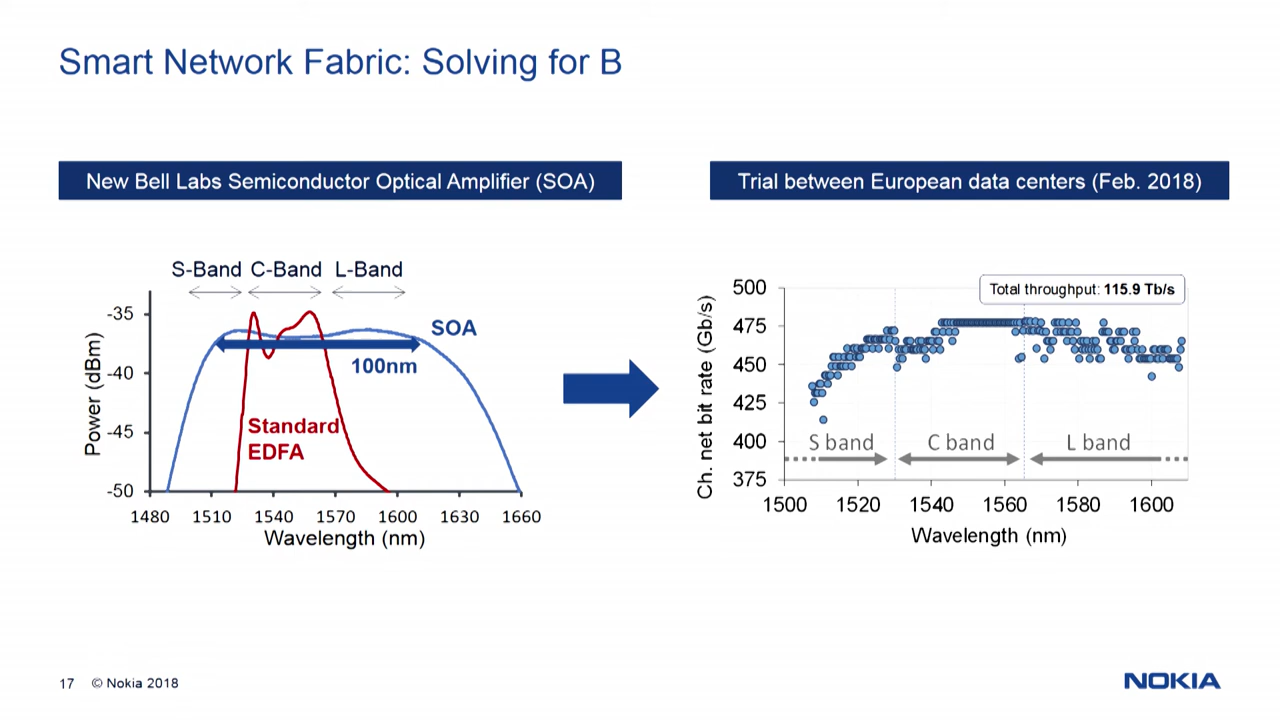 Smart Network Fabric: Solving for B
New Bell Labs Semiconductor Optical Amplifier (SOA)
S-Band C-Band L-Band
-35
-40
-45
-50
Power (dBm)
SOA
100nm
Standard
EDFA
1480 1510 1540 1570 1600 1630 1660
Wavelength (nm)
Trial between European data centers (Feb. 2018)
Total throughput: 115.9 Tb/s
500
475
450
425
400
375
Ch. net bit rate (Gb/s)
S band C band L band
1500 1520 1540 1560 1580 1600
Wavelength (nm)
17 © Nokia 2018
NOKIA